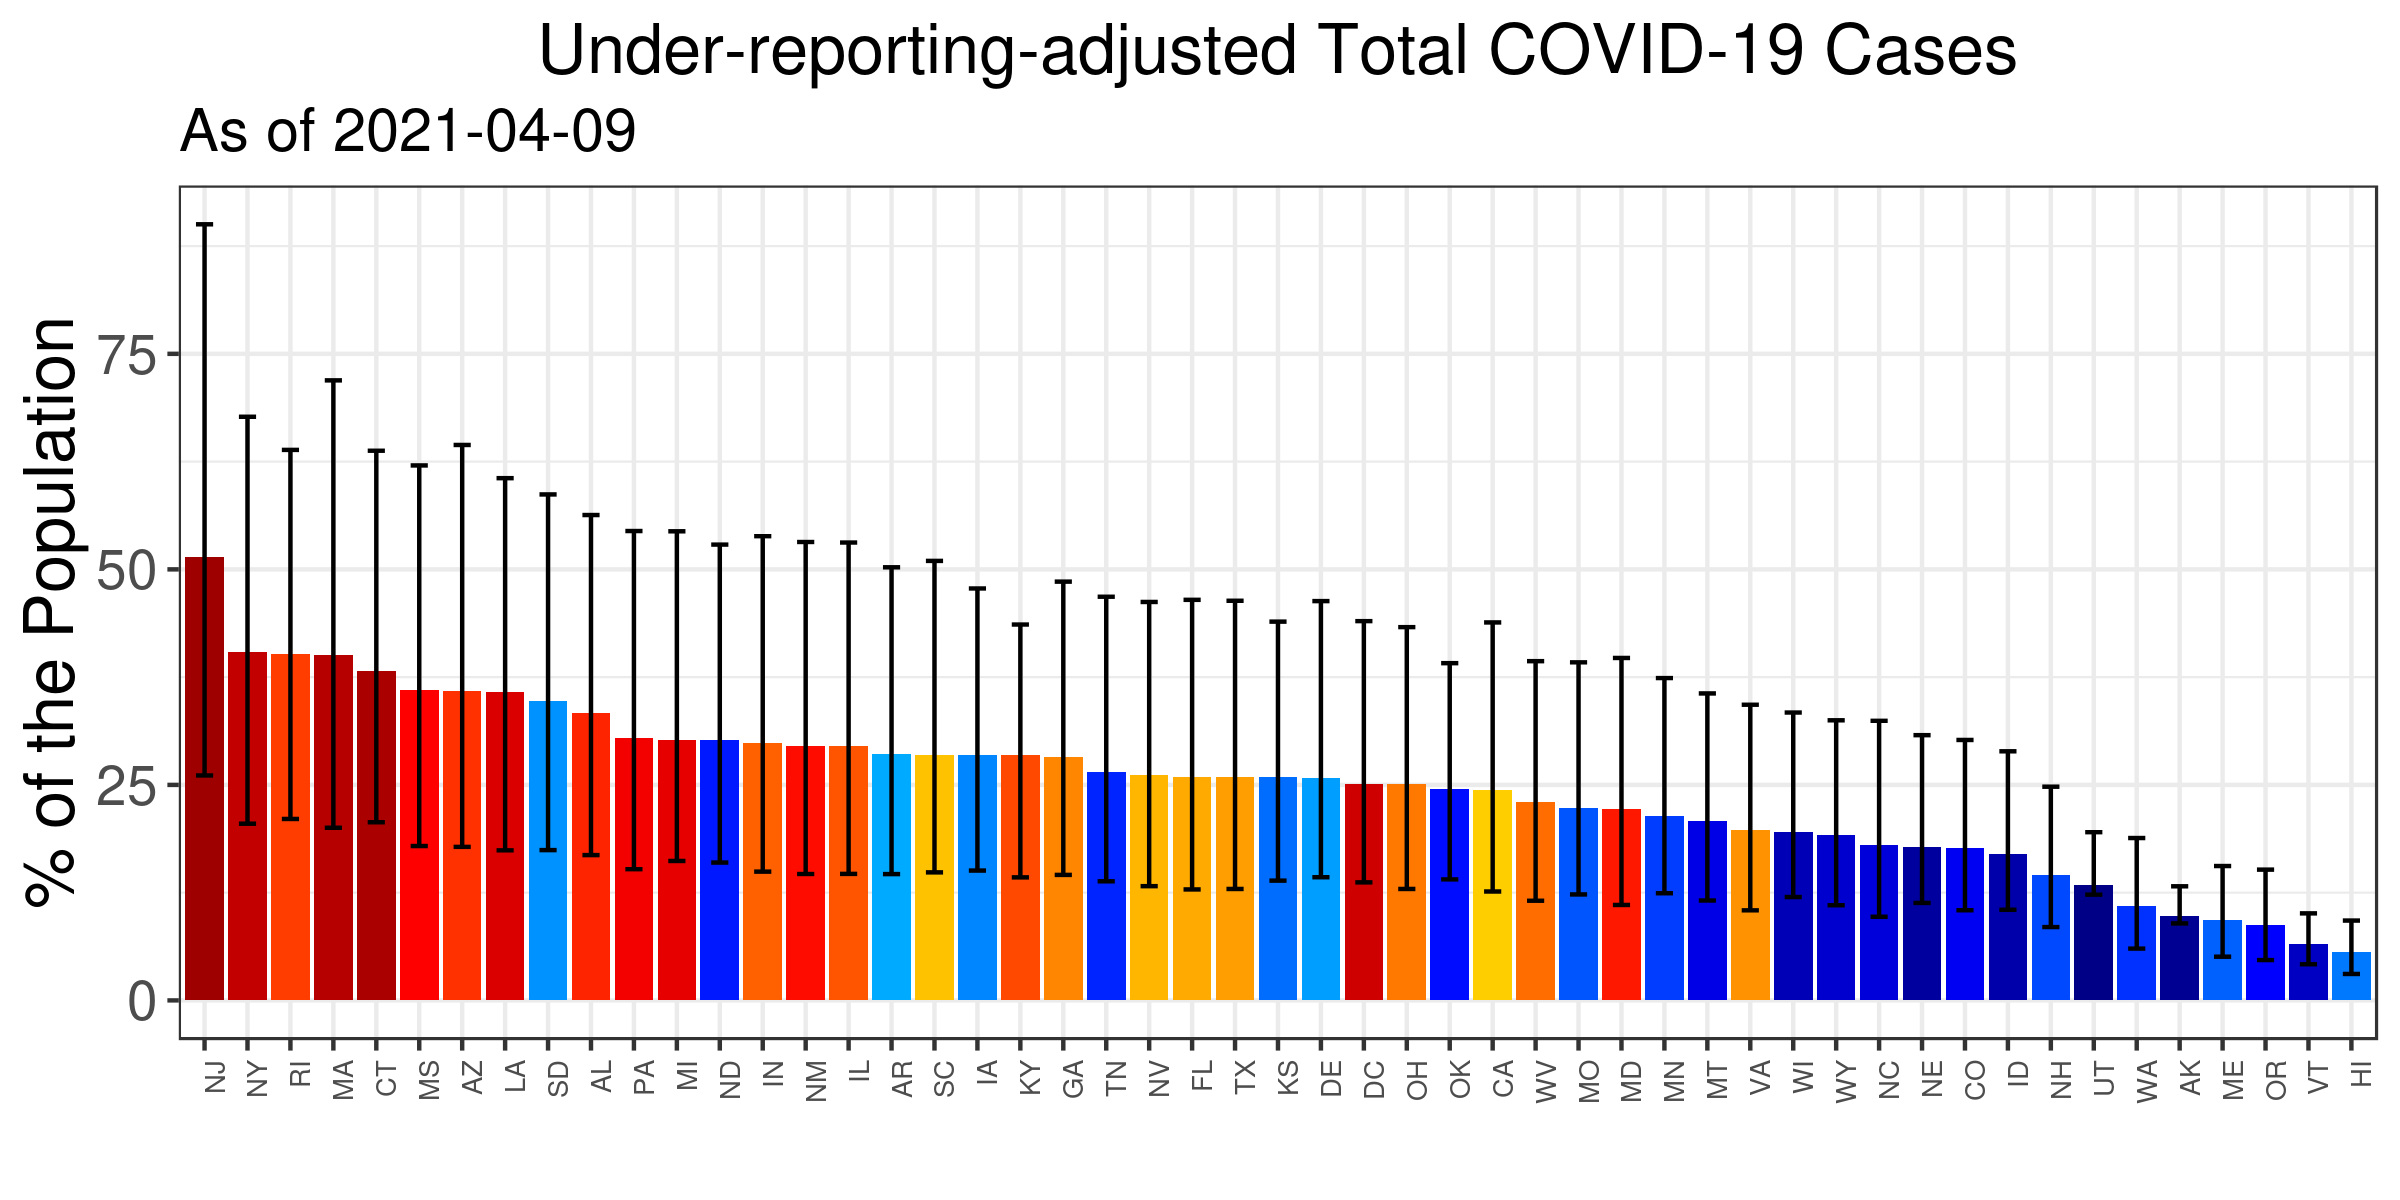 Under-reporting-adjusted Total COVID-19 Cases
As of 2021-04-09
% of the Population
75
50
25
0
NJ NY RI MA CT MS AZ LA SD AL PA MI ND IN NM IL AR SC IA KY GA TN NV FL TX KS DE DC OH OK CA WV MO MD MN MT VA WI WY NC NE CO ID NH UT WA AK ME OR VT HI